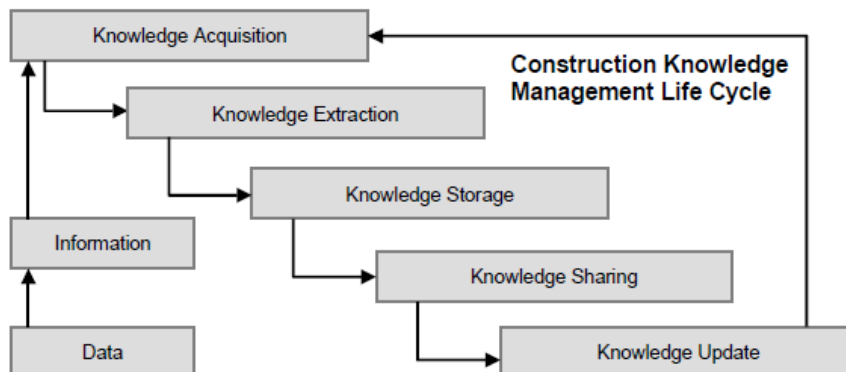 Knowledge Acquisition
Construction Knowledge
Management Life Cycle
Knowledge Extraction
Knowledge Storage
Information
Knowledge Sharing
Data
Knowledge Update